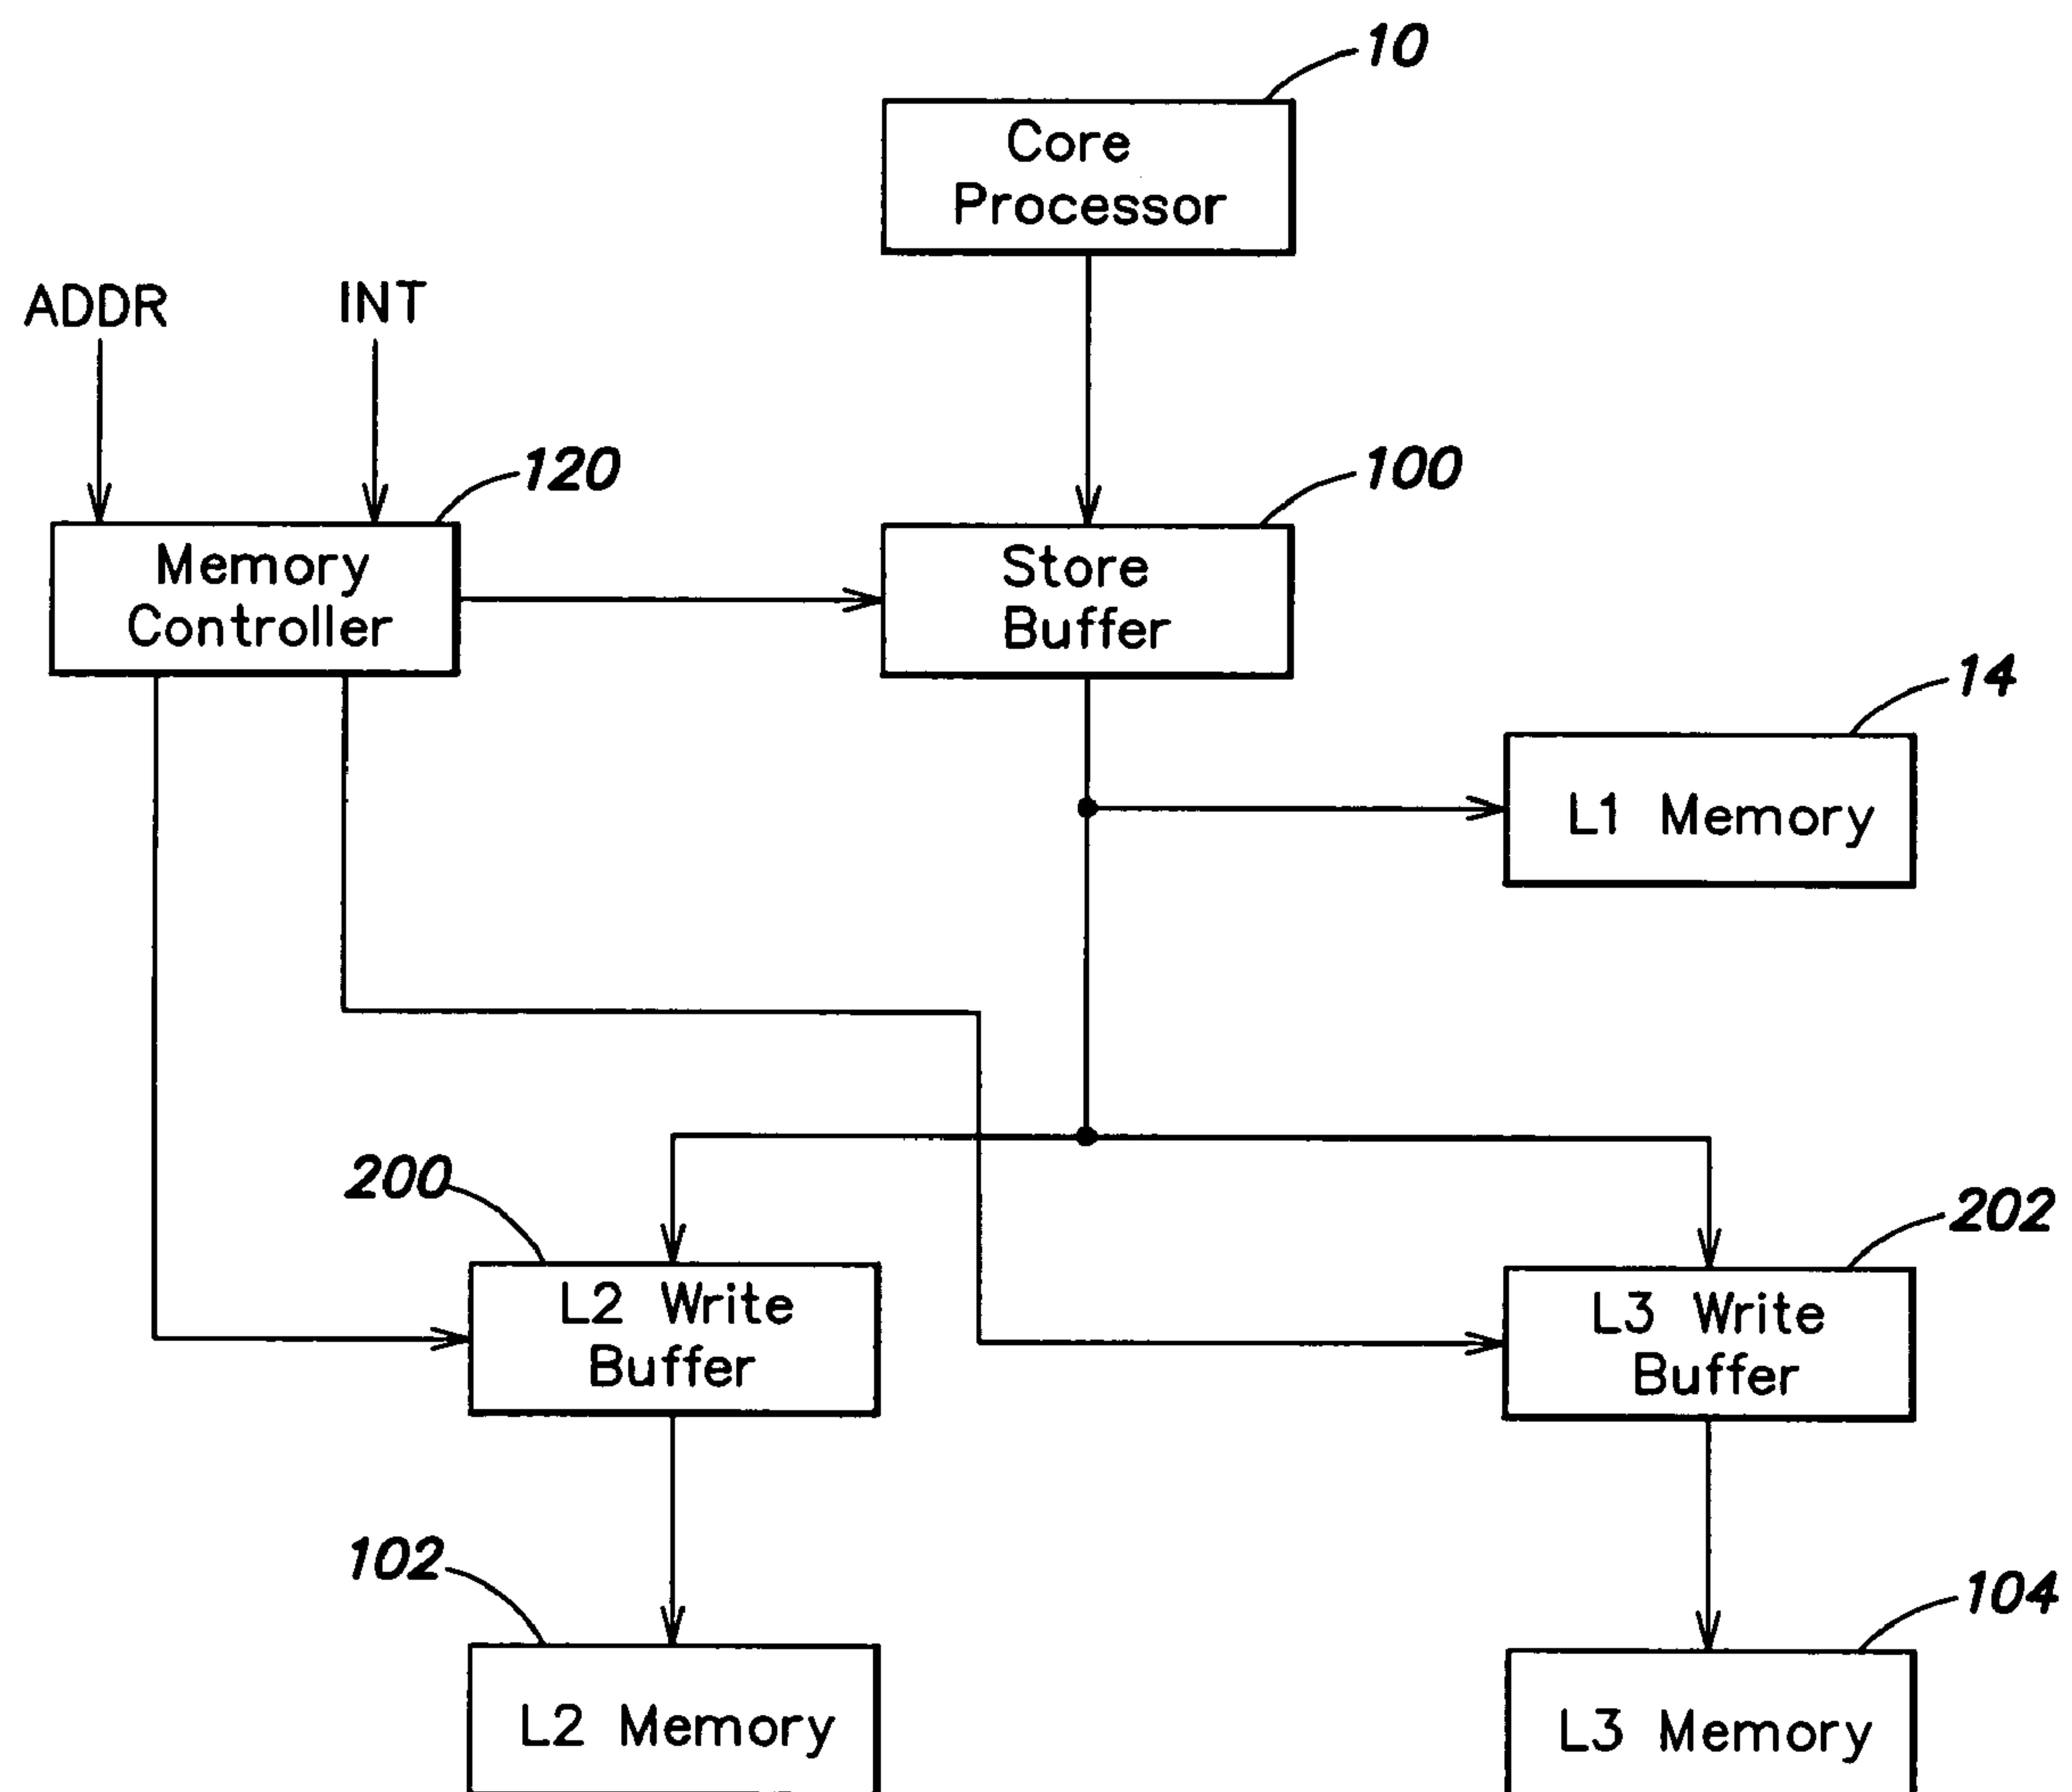 10
Core
Processor
ADDR
INT
120
100
Memory
Controller
Store
Buffer
14
L1 Memory
200
202
L2 Write
Buffer
L3 Write
Buffer
102
104
L2 Memory
L3 Memory